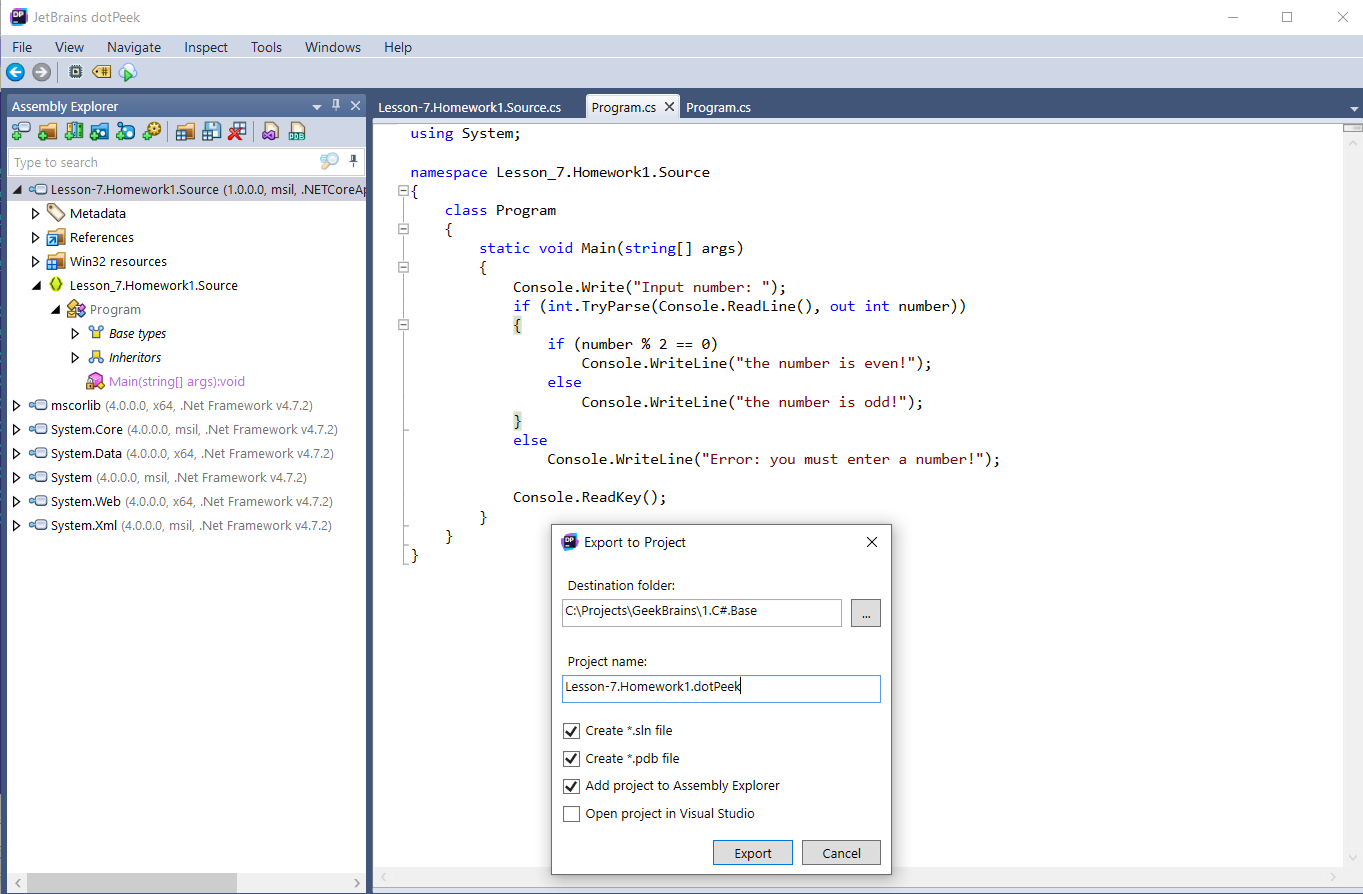 JetBrains dotPeek
File View Navigate Inspect Tools Windows Help
Assembly Explorer
Type to search
Lesson-7.Homework1.Source (1.0.0.0, msil, .NETCoreAp
Metadata
References
Win32 resources
Lesson_7.Homework1.Source
Program
Base types
Inheritors
Main(string[] args):void
mscorlib (4.0.0.0, x64, .Net Framework v4.7.2)
System.Core (4.0.0.0, msil, .Net Framework v4.7.2)
System.Data (4.0.0.0, x64, .Net Framework v4.7.2)
System (4.0.0.0, msil, .Net Framework v4.7.2)
System.Web (4.0.0.0, x64, .Net Framework v4.7.2)
System.Xml (4.0.0.0, msil, .Net Framework v4.7.2)
Lesson-7.Homework1.Source.cs Program.cs Program.cs
using System;
namespace Lesson_7.Homework1.Source
{
class Program
{
static void Main(string[] args)
{
Console.Write("Input number: ");
if (int.TryParse(Console.ReadLine(), out int number))
{
if (number % 2 == 0)
Console.WriteLine("the number is even!");
else
Console.WriteLine("the number is odd!");
}
else
Console.WriteLine("Error: you must enter a number!");
Console.ReadKey();
}
}
}
Export to Project
Destination folder:
C:\Projects\GeekBrains\1.C#.Base
...
Project name:
Lesson-7.Homework1.dotPeek
Create *.sln file
Create *.pdb file
Add project to Assembly Explorer
Open project in Visual Studio
Export Cancel